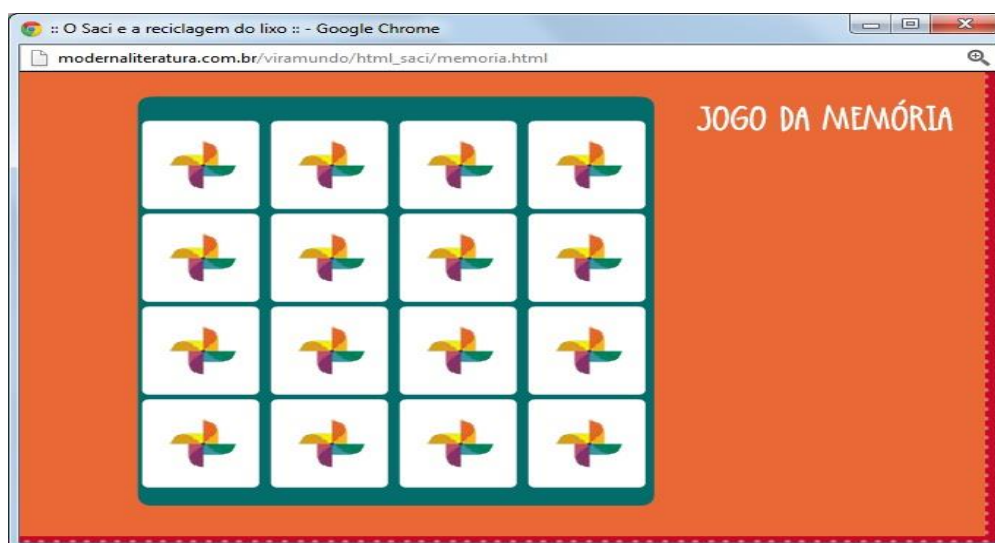 :: O Saci e a reciclagem do lixo :: - Google Chrome
modernaliteratura.com.br/viramundo/html_saci/memoria.html
JOGO DA MEMÓRIA